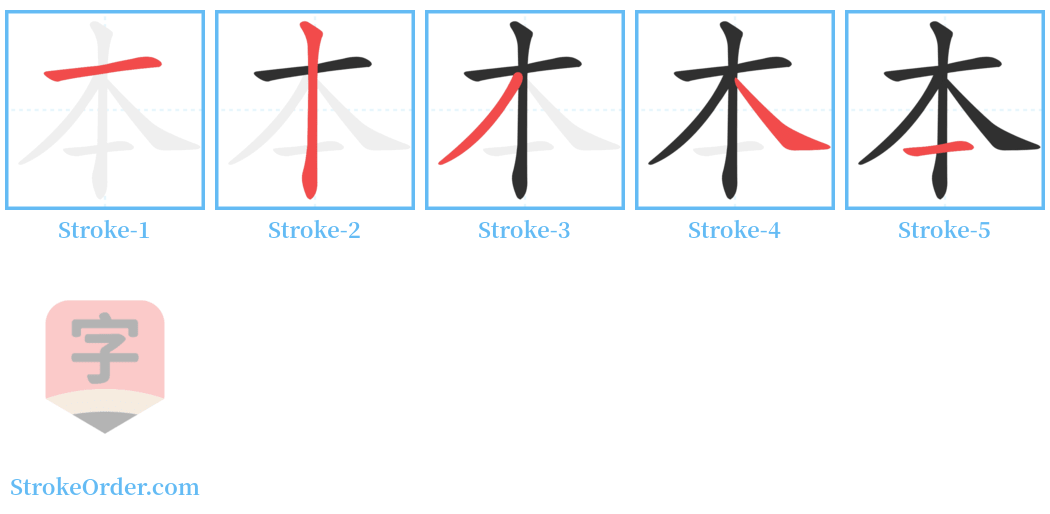 本 本 本 本 本
Stroke-1 Stroke-2 Stroke-3 Stroke-4 Stroke-5
字
StrokeOrder.com